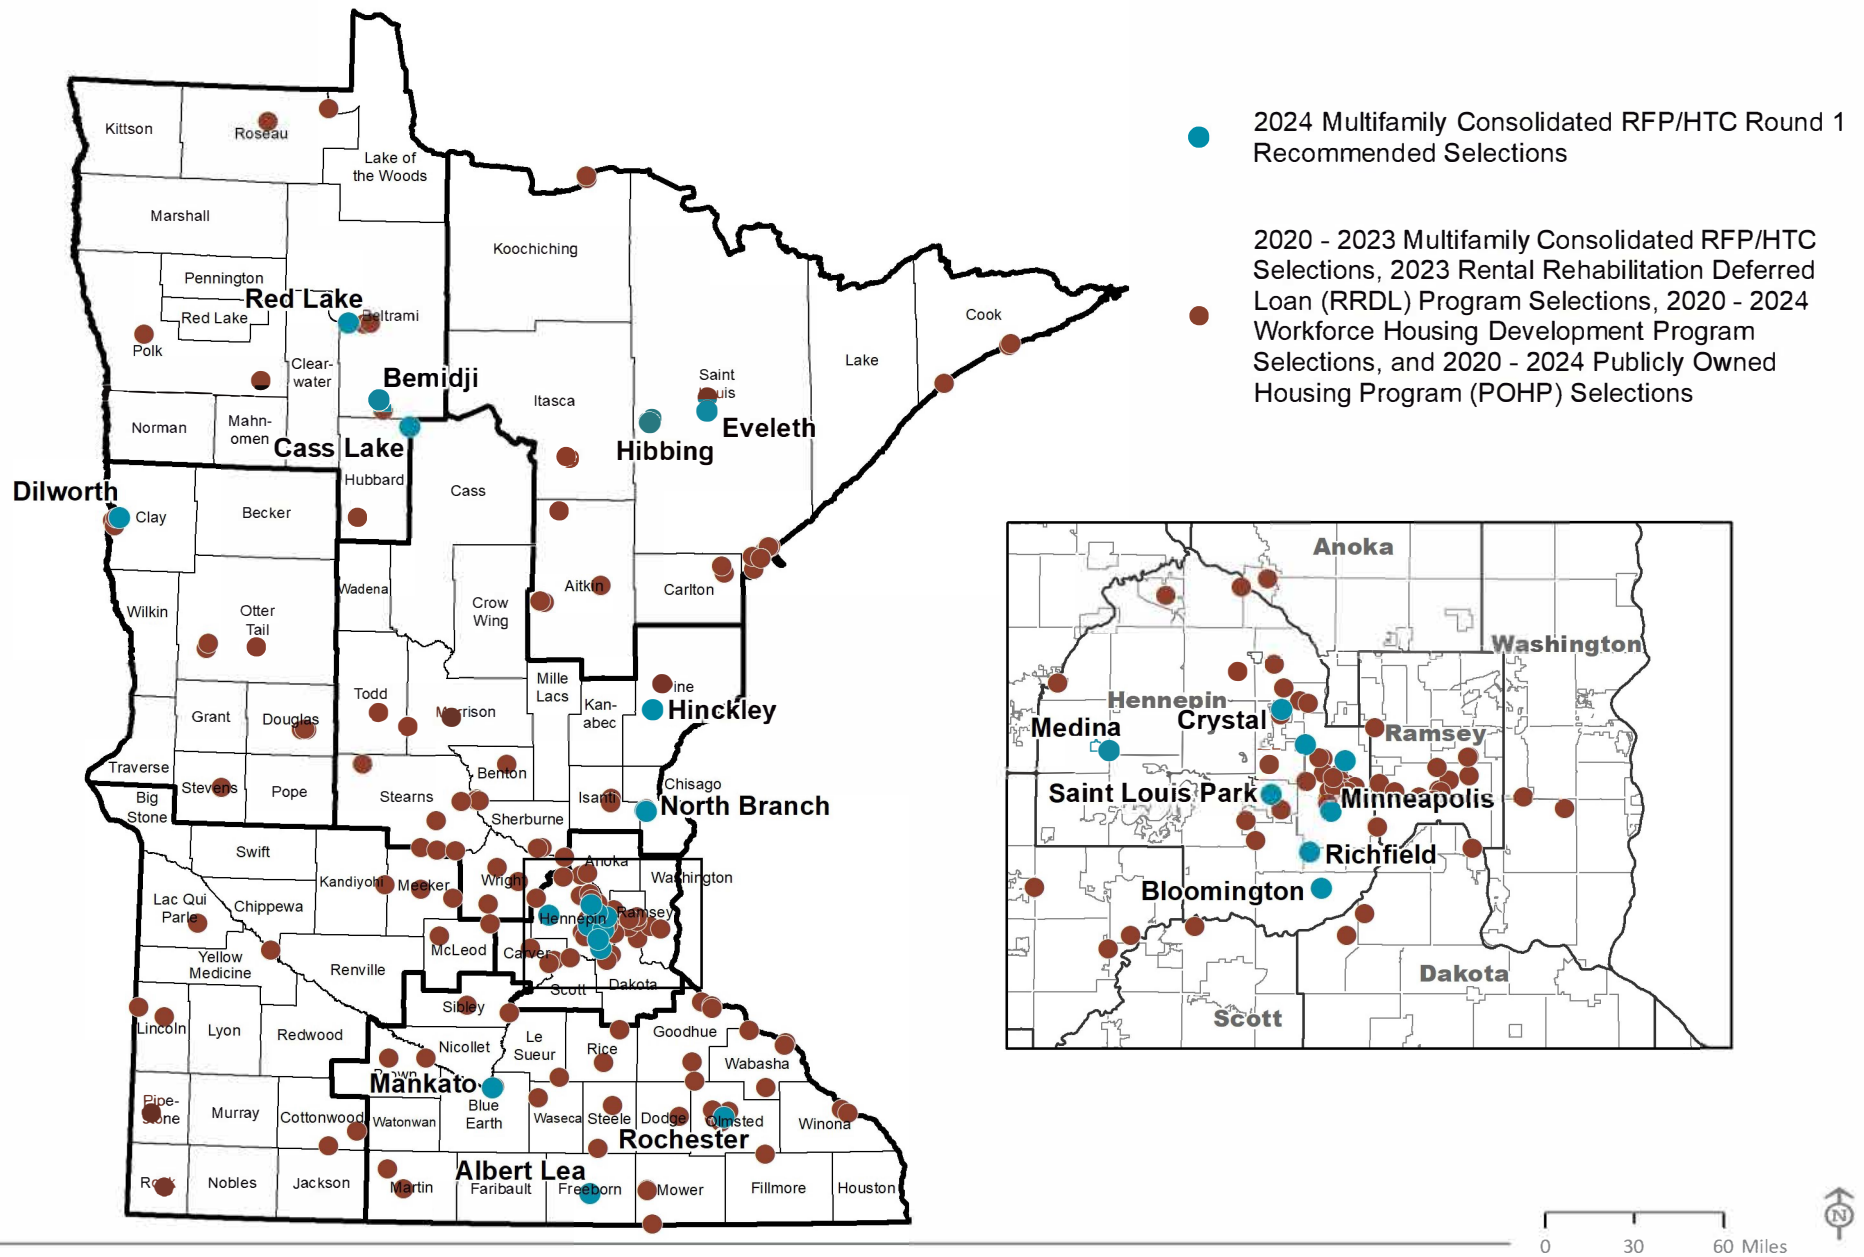 2024 Multifamily Consolidated RFP/HTC Round 1
Recommended Selections
2020 - 2023 Multifamily Consolidated RFP/HTC
Selections, 2023 Rental Rehabilitation Deferred
Loan (RRDL) Program Selections, 2020 - 2024
Workforce Housing Development Program
Selections, and 2020 - 2024 Publicly Owned
Housing Program (POHP) Selections
Kittson
Roseau
Lake of
the Woods
Marshall
Koochiching
Pennington
Red Lake
Red Lake
Beltrami
Polk
Clear-
water
Bemidji
Cook
Lake
Saint
Itasca
Eveleth
Hibbing
Norman
Mahn-
omen
Cass Lake
Hubbard
Cass
Dilworth
Clay
Becker
Wadena
Aitkin
Carlton
Wilkin
Otter
Tail
Crow
Wing
Mille
Lacs
Kan-
abec
Hinckley
Todd
Grant
Douglas
Traverse
Stevens
Pope
Big
Stone
Stearns
Benton
Isanti
Chisago
North Branch
Sherburne
Swift
Kandiyohi
Meeker
Wright
Anoka
Washington
Lac Qui
Parle
Chippewa
Hennepin
Ramsey
McLeod
Carver
Yellow
Medicine
Renville
Scott
Dakota
Sibley
Lincoln
Lyon
Redwood
Nicollet
Le
Sueur
Rice
Goodhue
Wabasha
Mankato
Blue
Earth
Pipe-
Murray
Cottonwood
Watonwan
Waseca
Steele
Dodge
Olmsted
Winona
Rochester
Albert Lea
Nobles
Jackson
Martin
Faribault
Freeborn
Mower
Fillmore
Houston
Anoka
Washington
Hennepin
Medina
Crystal
Ramsey
Saint Louis Park
Minneapolis
Richfield
Bloomington
Dakota
Scott
N
0 30 60 Miles